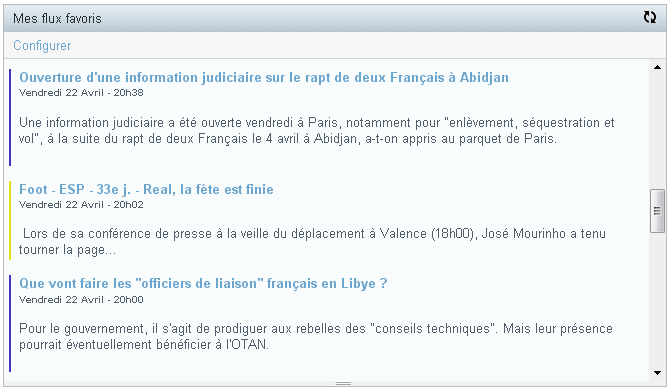 Mes flux favoris
Configurer
Ouverture d'une information judiciaire sur le rapt de deux Français à Abidjan
Vendredi 22 Avril - 20h38
Une information judiciaire a été ouverte vendredi à Paris, notamment pour "enlèvement, séquestration et
vol", à la suite du rapt de deux Français le 4 avril à Abidjan, a-t-on appris au parquet de Paris.
Foot - ESP - 33e j. - Real, la fête est finie
Vendredi 22 Avril - 20h02
Lors de sa conférence de presse à la veille du déplacement à Valence (18h00), José Mourinho a tenu
tourner la page...
Que vont faire les "officiers de liaison" français en Libye ?
Vendredi 22 Avril - 20h00
Pour le gouvernement, il s'agit de prodiguer aux rebelles des "conseils techniques". Mais leur présence
pourrait éventuellement bénéficier à l'OTAN.